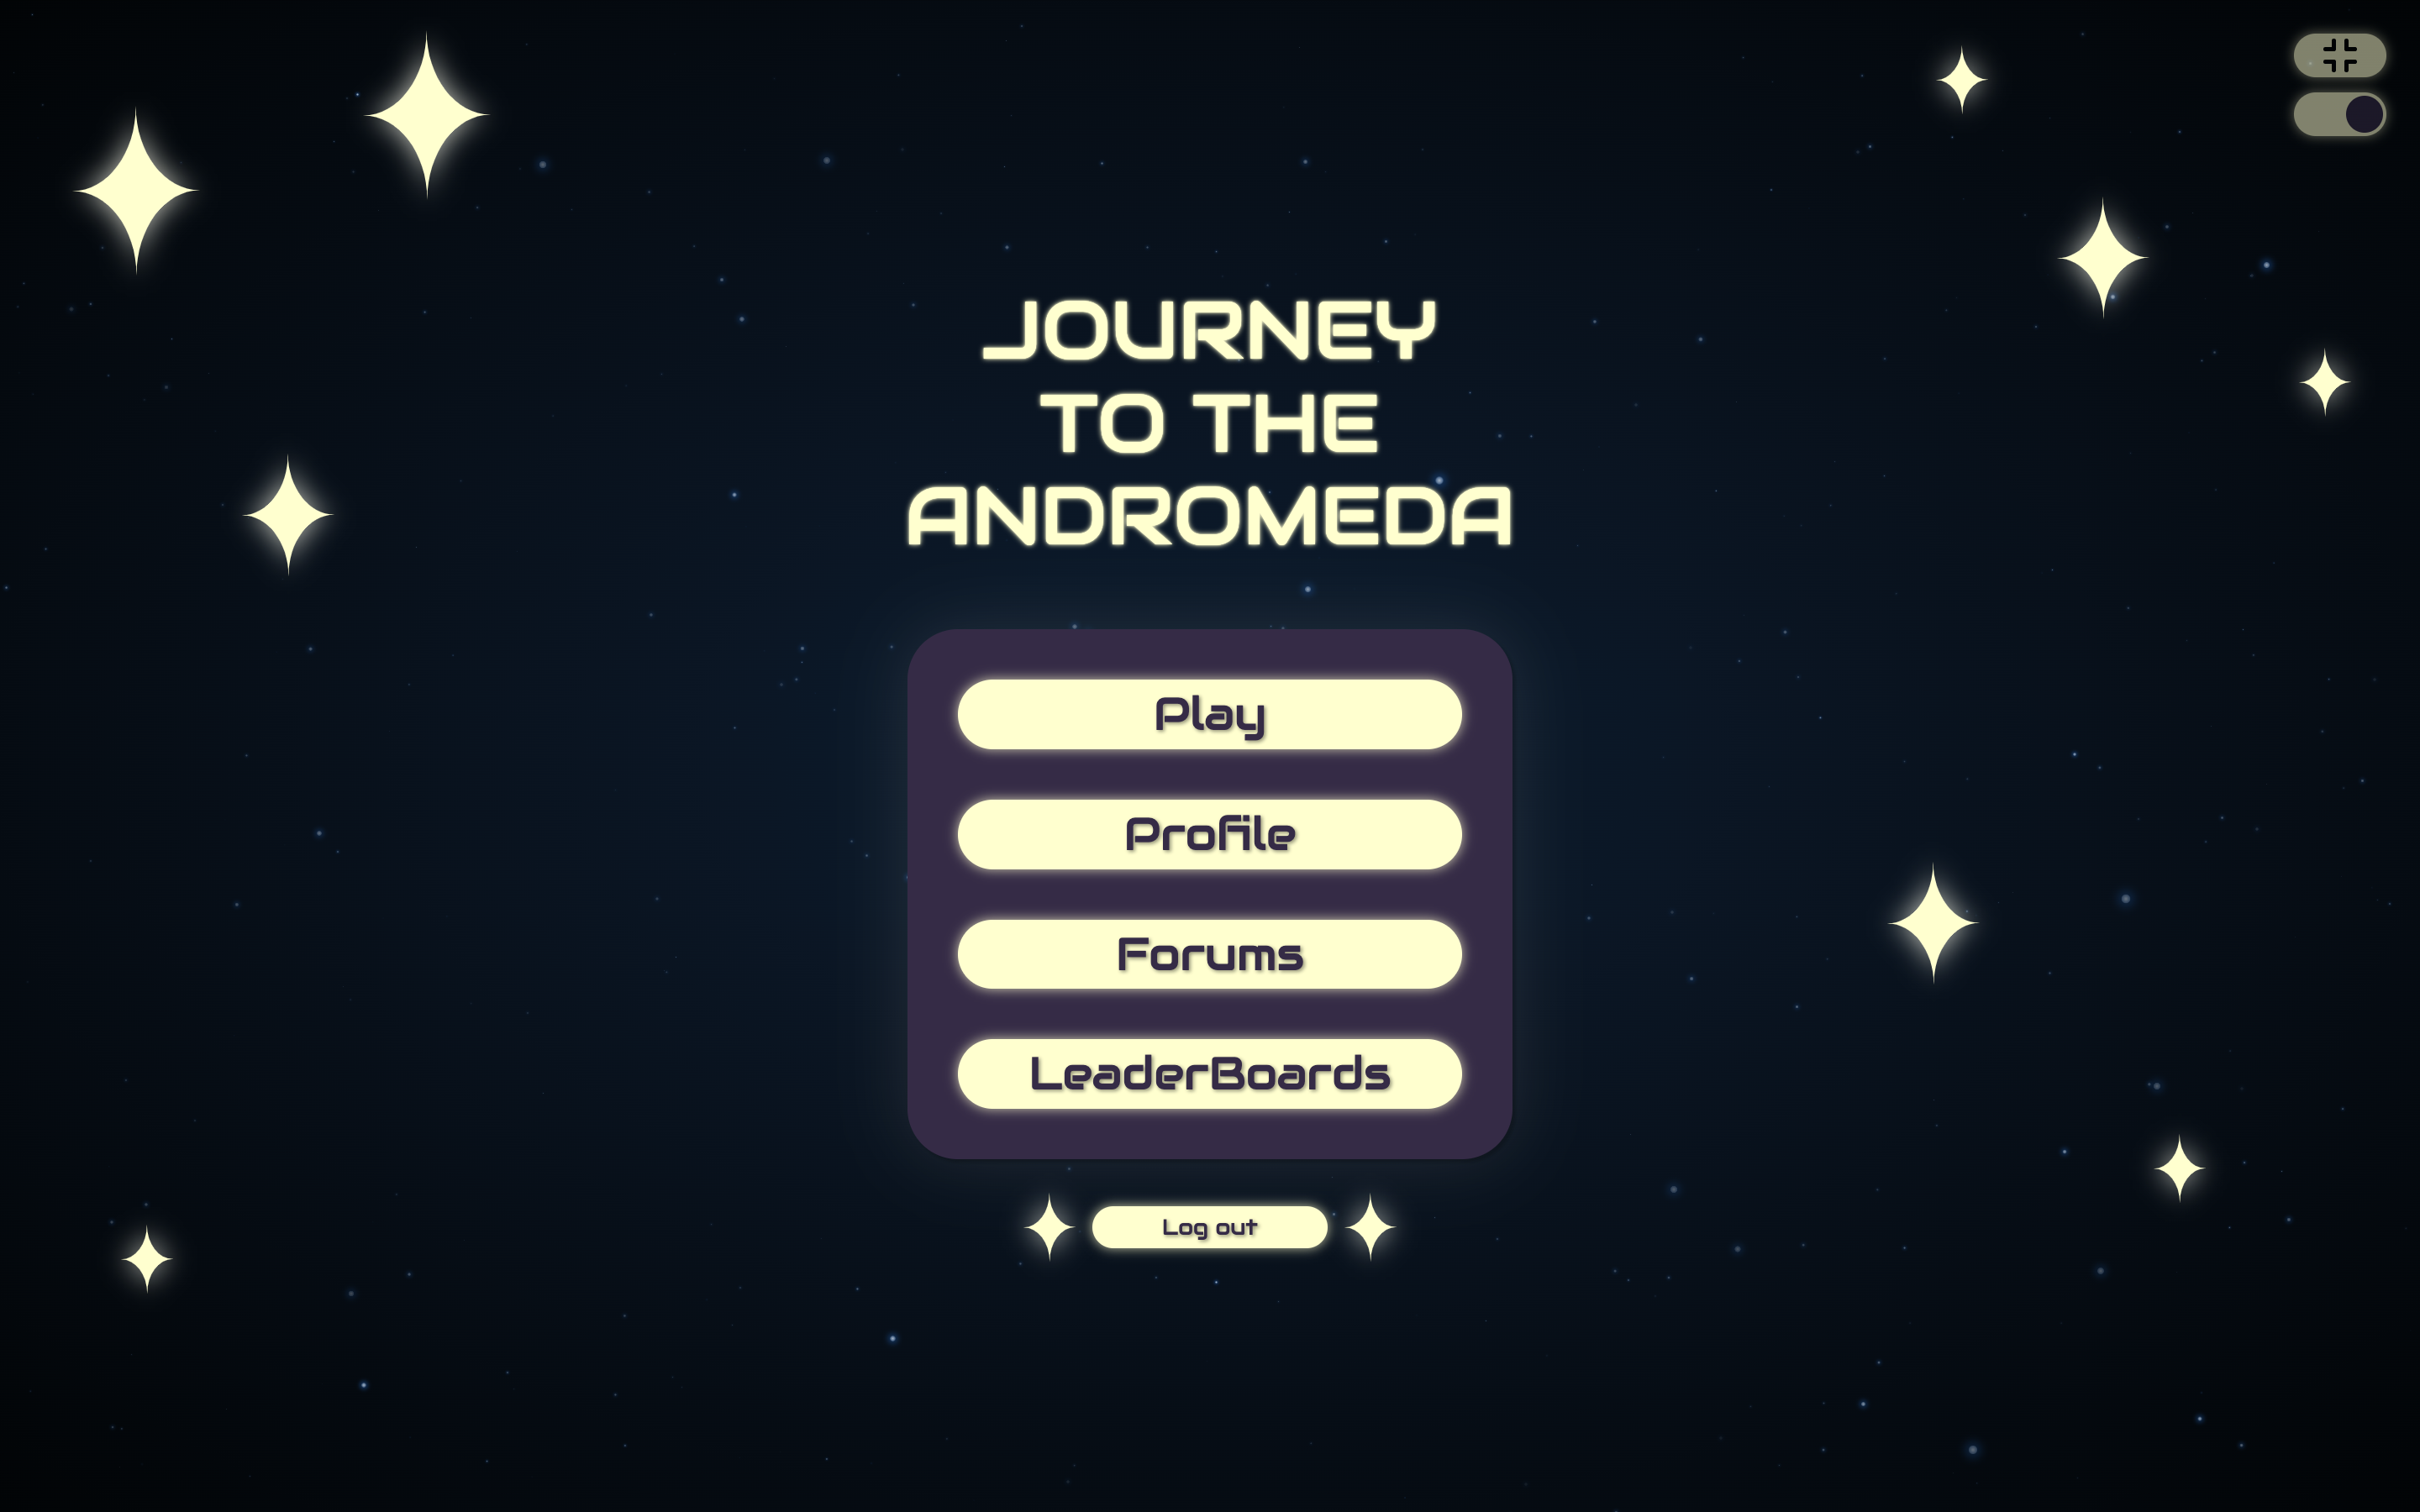 JOURNEY
TO THE
ANDROMEDA
Play
Profile
Forums
LeaderBoards
Log out